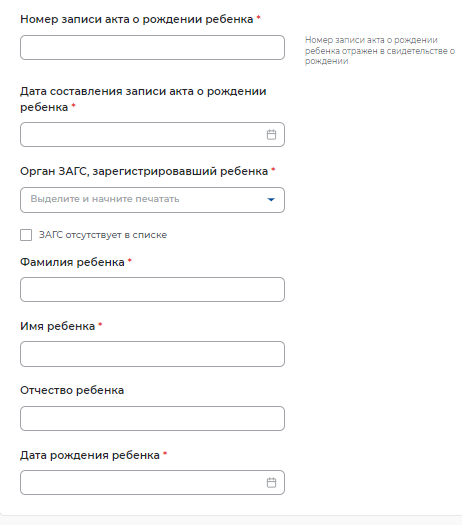 Номер записи акта о рождении ребенка *
Номер записи акта о рождении
ребенка отражен в свидетельстве о
рождении
Дата составления записи акта о рождении
ребенка *
Орган ЗАГС, зарегистрировавший ребенка *
Выделите и начните печатать
ЗАГС отсутствует в списке
Фамилия ребенка *
Имя ребенка *
Отчество ребенка
Дата рождения ребенка *